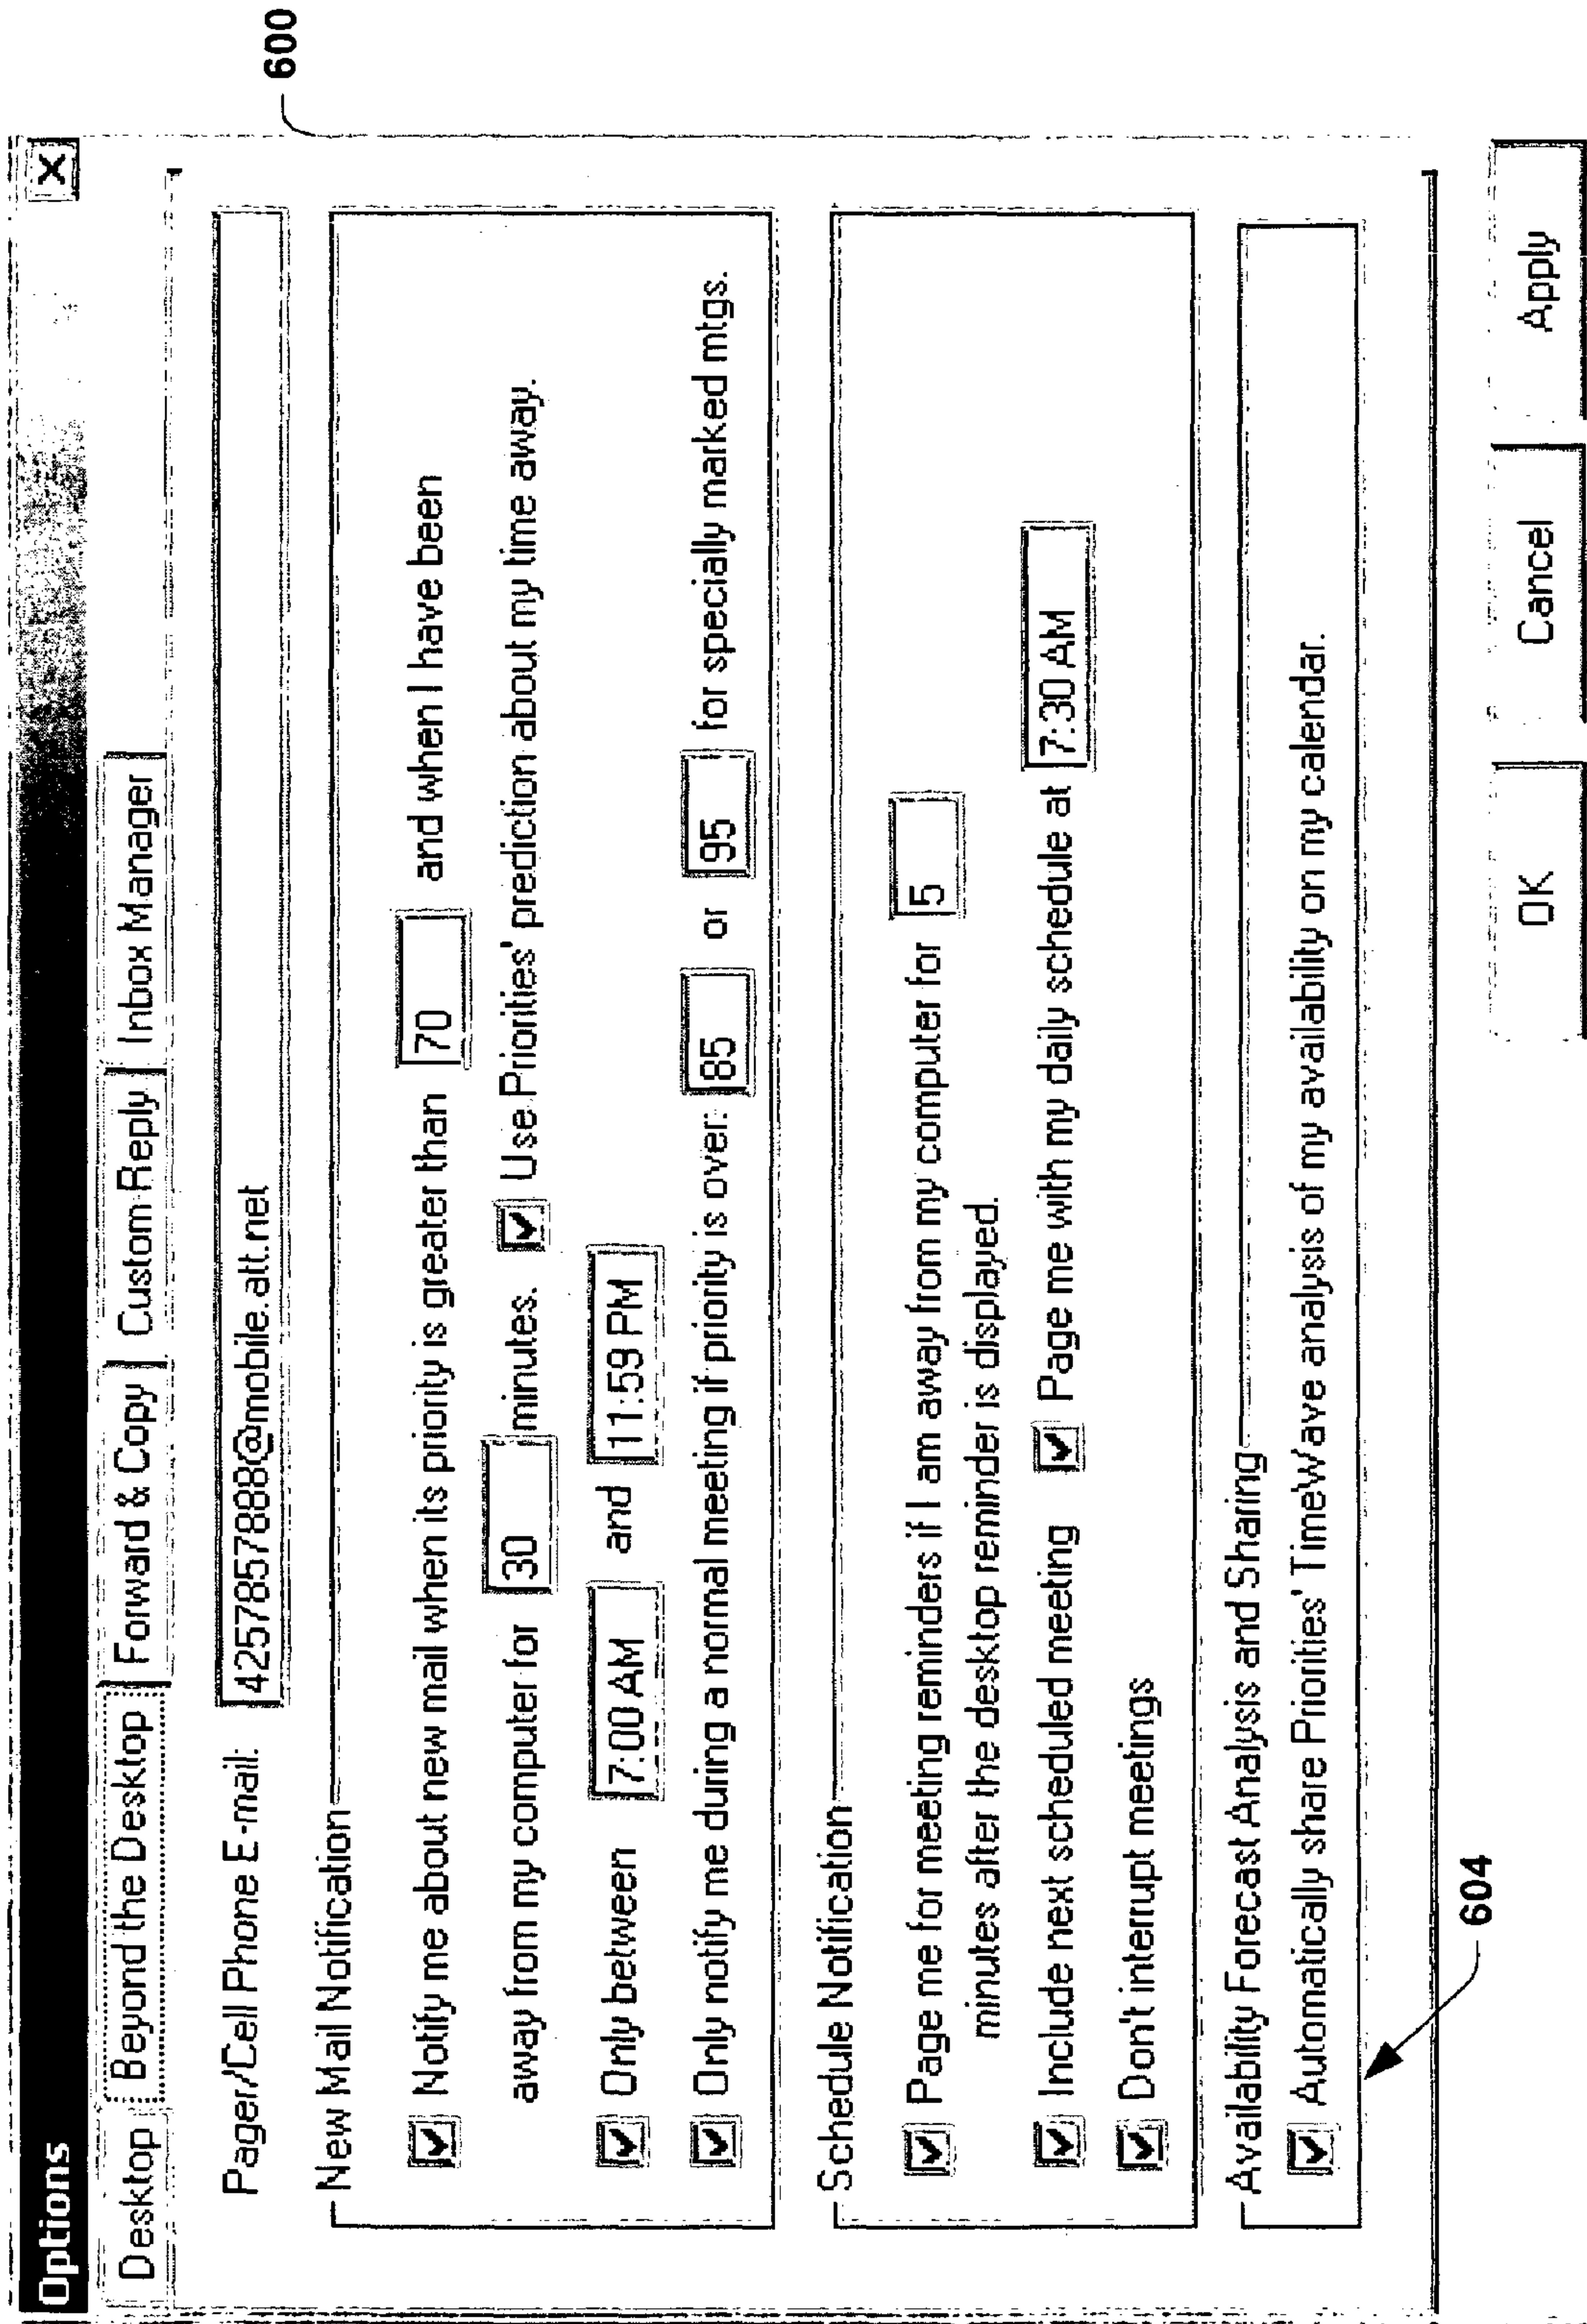 600
Options X
Desktop Beyond the Desktop Forward & Copy Custom Reply Inbox Manager
Pager/Cell Phone E-mail: 4257857888@mobile.att.net
New Mail Notification
Notify me about new mail when its priority is greater than 70 and when I have been
away from my computer for 30 minutes. Use Priorities' prediction about my time away.
Only between 7:00 AM and 11:59 PM
Only notify me during a normal meeting if priority is over: 85 or 95 for specially marked mtgs.
Schedule Notification
Page me for meeting reminders if I am away from my computer for 5
minutes after the desktop reminder is displayed.
Include next scheduled meeting Page me with my daily schedule at 7:30 AM
Don't interrupt meetings
Availability Forecast Analysis and Sharing
Automatically share Priorities' TimeWave analysis of my availability on my calendar.
604
OK Cancel Apply